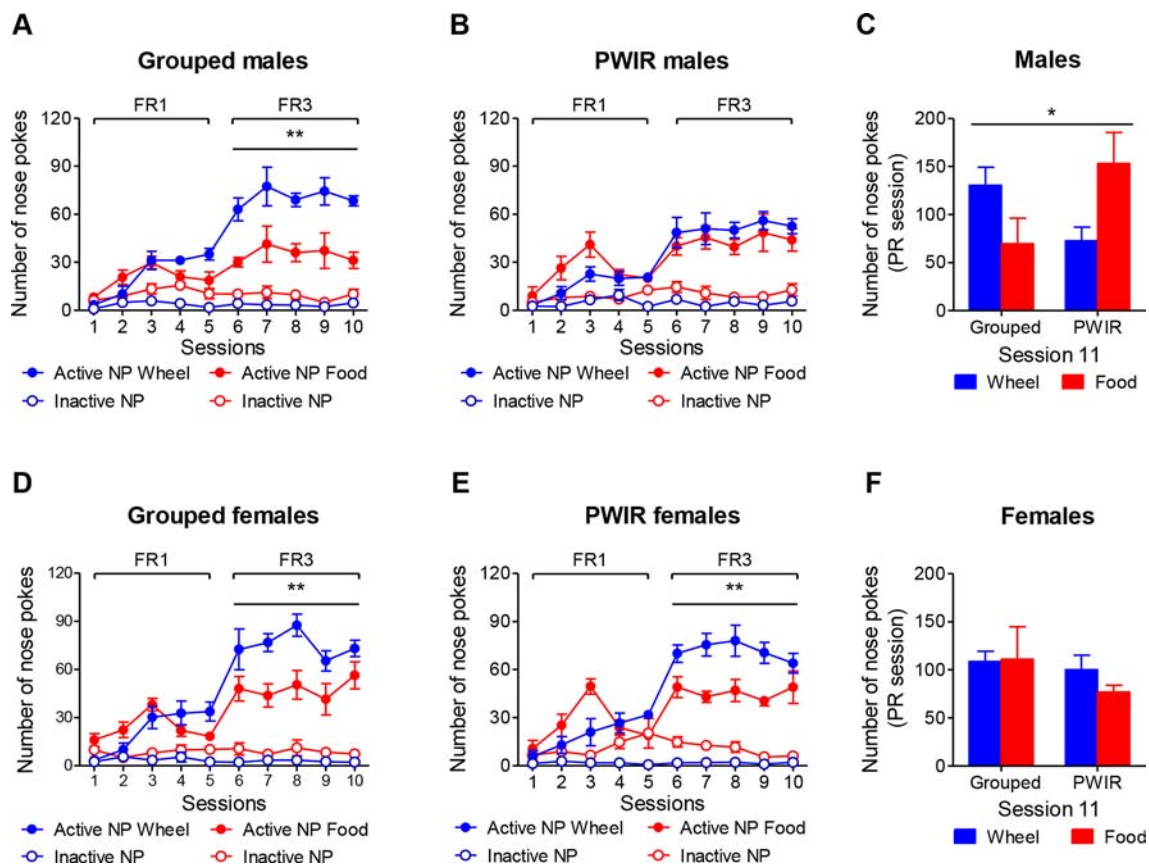 A
Grouped males
FR1 FR3
**
Number of nose pokes
120
90
60
30
0
1 2 3 4 5 6 7 8 9 10
Sessions
Active NP Wheel Active NP Food
Inactive NP Inactive NP
B
PWIR males
FR1 FR3
Number of nose pokes
120
90
60
30
0
1 2 3 4 5 6 7 8 9 10
Sessions
Active NP Wheel Active NP Food
Inactive NP Inactive NP
C
Males
*
Number of nose pokes
(PR session)
200
150
100
50
0
Grouped PWIR
Session 11
Wheel Food
D
Grouped females
FR1 FR3
**
Number of nose pokes
120
90
60
30
0
1 2 3 4 5 6 7 8 9 10
Sessions
Active NP Wheel Active NP Food
Inactive NP Inactive NP
E
PWIR females
FR1 FR3
**
Number of nose pokes
120
90
60
30
0
1 2 3 4 5 6 7 8 9 10
Sessions
Active NP Wheel Active NP Food
Inactive NP Inactive NP
F
Females
Number of nose pokes
(PR session)
200
150
100
50
0
Grouped PWIR
Session 11
Wheel Food